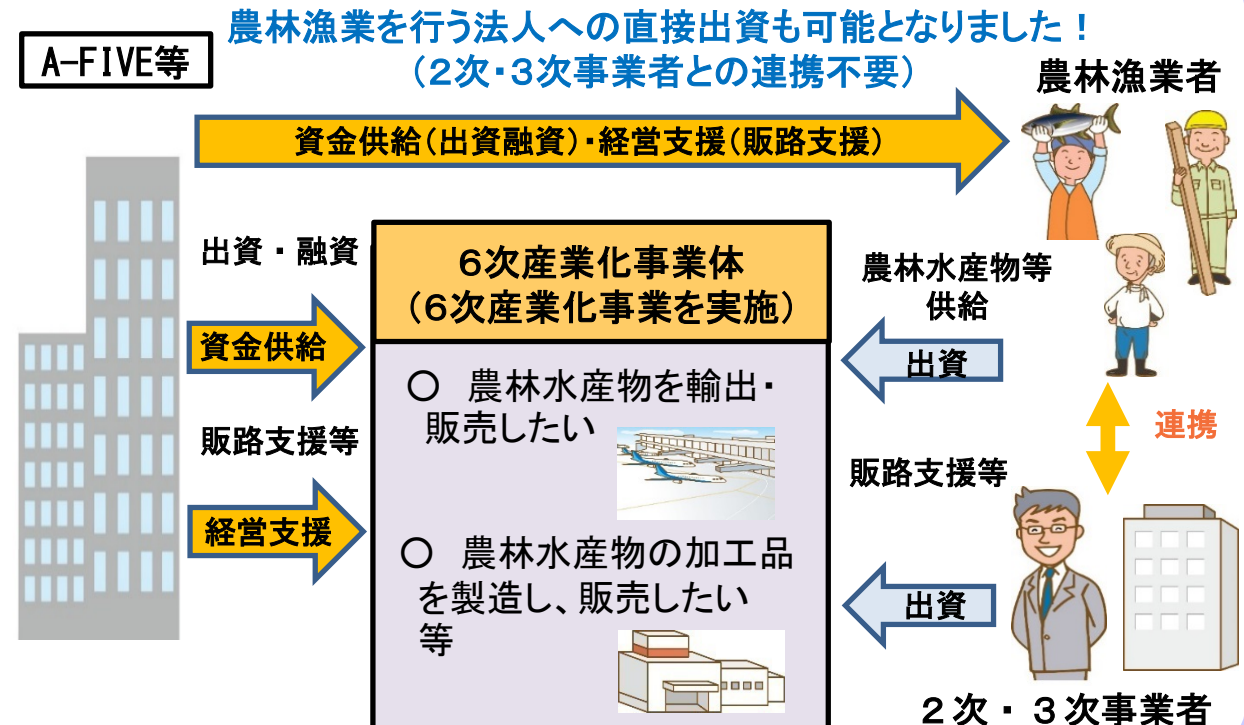 農林漁業を行う法人への直接出資も可能となりました!
(2次・3次事業者との連携不要)
A-FIVE等
農林漁業者
資金供給(出資融資)・経営支援(販路支援)
出資・融資
資金供給
販路支援等
経営支援
6次産業化事業体
(6次産業化事業を実施)
○ 農林水産物を輸出・
販売したい
○ 農林水産物の加工品
を製造し、販売したい
等
農林水産物等
供給
出資
連携
販路支援等
出資
2次・3次事業者